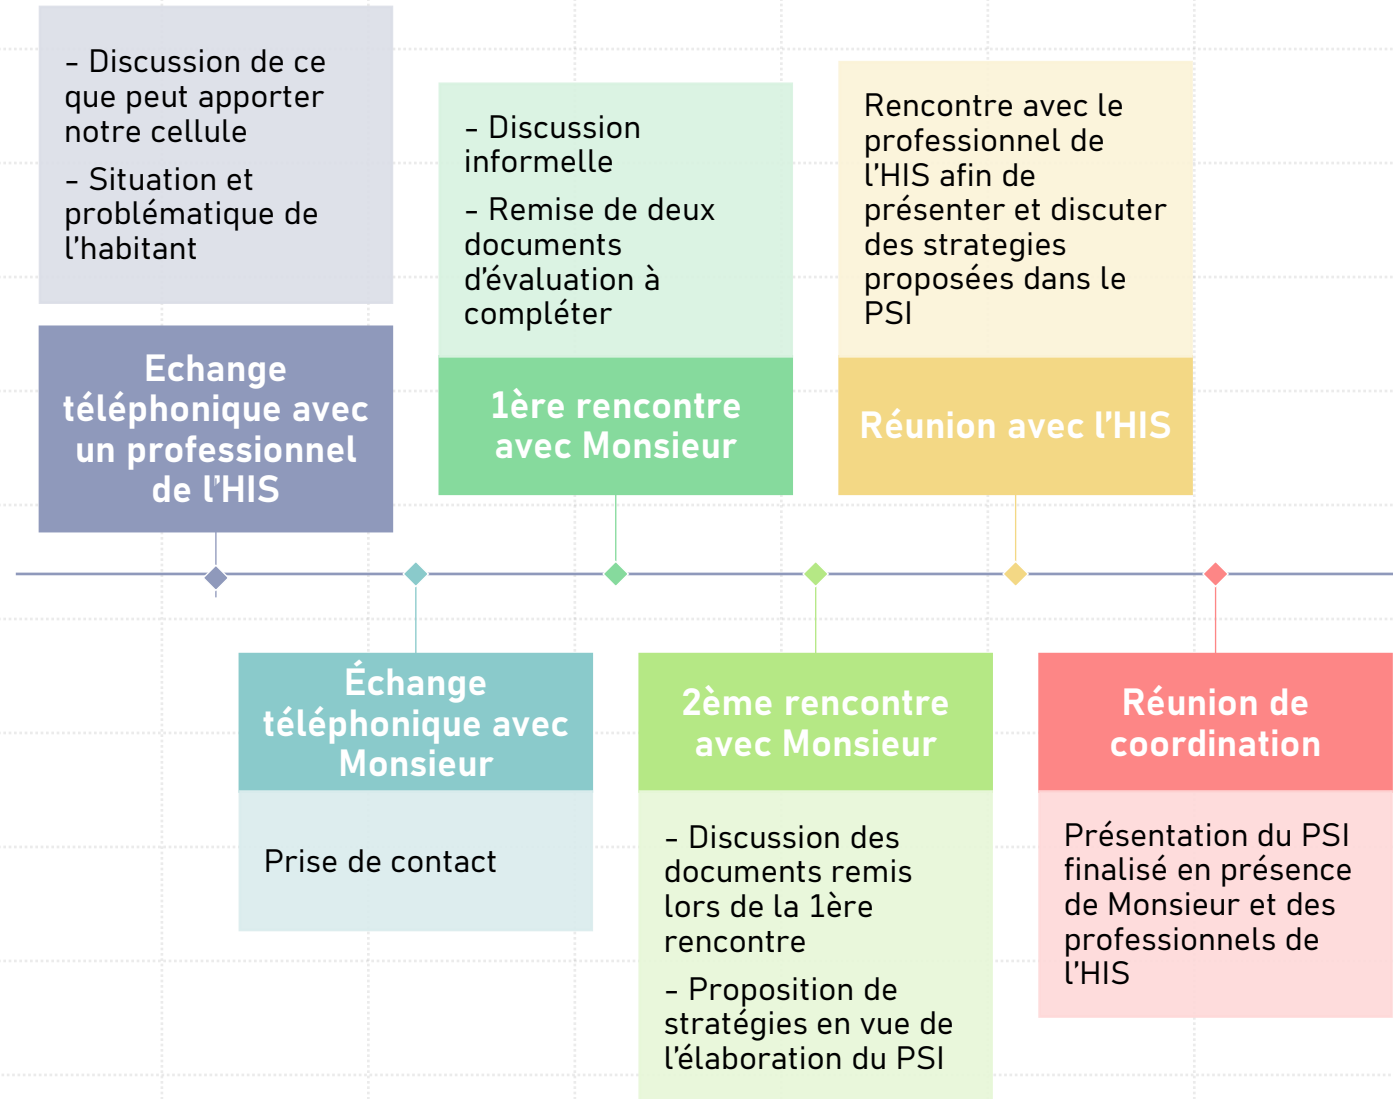 - Discussion de ce
que peut apporter
notre cellule
- Situation et
problématique de
l'habitant
Echange
téléphonique avec
un professionnel
de l'HIS
Échange
téléphonique avec
Monsieur
Prise de contact
- Discussion
informelle
- Remise de deux
documents
d'évaluation à
compléter
1ère rencontre
avec Monsieur
2ème rencontre
avec Monsieur
- Discussion des
documents remis
lors de la 1ère
rencontre
- Proposition de
stratégies en vue de
l'élaboration du PSI
Rencontre avec le
professionnel de
l'HIS afin de
présenter et discuter
des strategies
proposées dans le
PSI
Réunion avec l'HIS
Réunion de
coordination
Présentation du PSI
finalisé en présence
de Monsieur et des
professionnels de
l'HIS